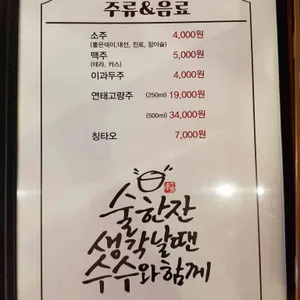 주류&음료
소주 4,000원
(좋은데이,대선, 진로, 참이슬)
맥주 5,000원
(테라, 카스)
이과두주 4,000원
연태고량주 (250ml) 19,000원
(500ml) 34,000원
칭타오 7,000원
술한잔
생각날땐
수수와함께